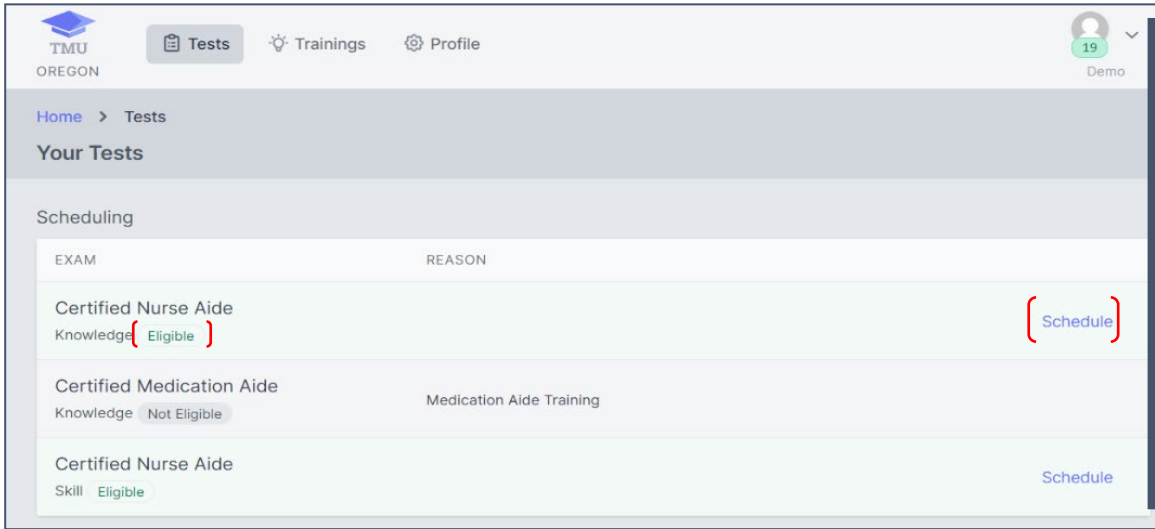 TMU
OREGON
Tests
Trainings
Profile
19
Demo
Home > Tests
Your Tests
Scheduling
EXAM REASON
Certified Nurse Aide
Knowledge Eligible
Schedule
Certified Medication Aide
Knowledge Not Eligible
Medication Aide Training
Certified Nurse Aide
Skill Eligible
Schedule